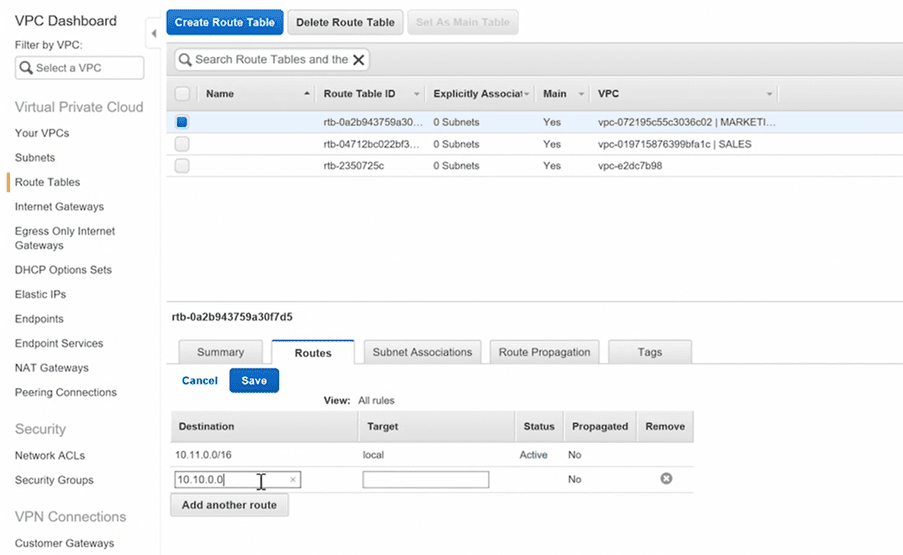 VPC Dashboard
Filter by VPC:
Select a VPC
Virtual Private Cloud
Your VPCs
Subnets
Route Tables
Internet Gateways
Egress Only Internet
Gateways
DHCP Options Sets
Elastic IPs
Endpoints
Endpoint Services
NAT Gateways
Peering Connections
Security
Network ACLs
Security Groups
VPN Connections
Customer Gateways
Create Route Table Delete Route Table Set As Main Table
Search Route Tables and the
Name Route Table ID Explicitly Associat Main VPC
rtb-0a2b943759a30... 0 Subnets Yes vpc-072195c55c3036c02 | MARKETI...
rtb-04712bc022bf3... 0 Subnets Yes vpc-019715876399bfa1c | SALES
rtb-2350725c 0 Subnets Yes vpc-e2dc7b98
rtb-0a2b943759a30f7d5
Summary Routes Subnet Associations Route Propagation Tags
Cancel Save
View: All rules
Destination Target Status Propagated Remove
10.11.0.0/16 local Active No
10.10.0.0 No
Add another route